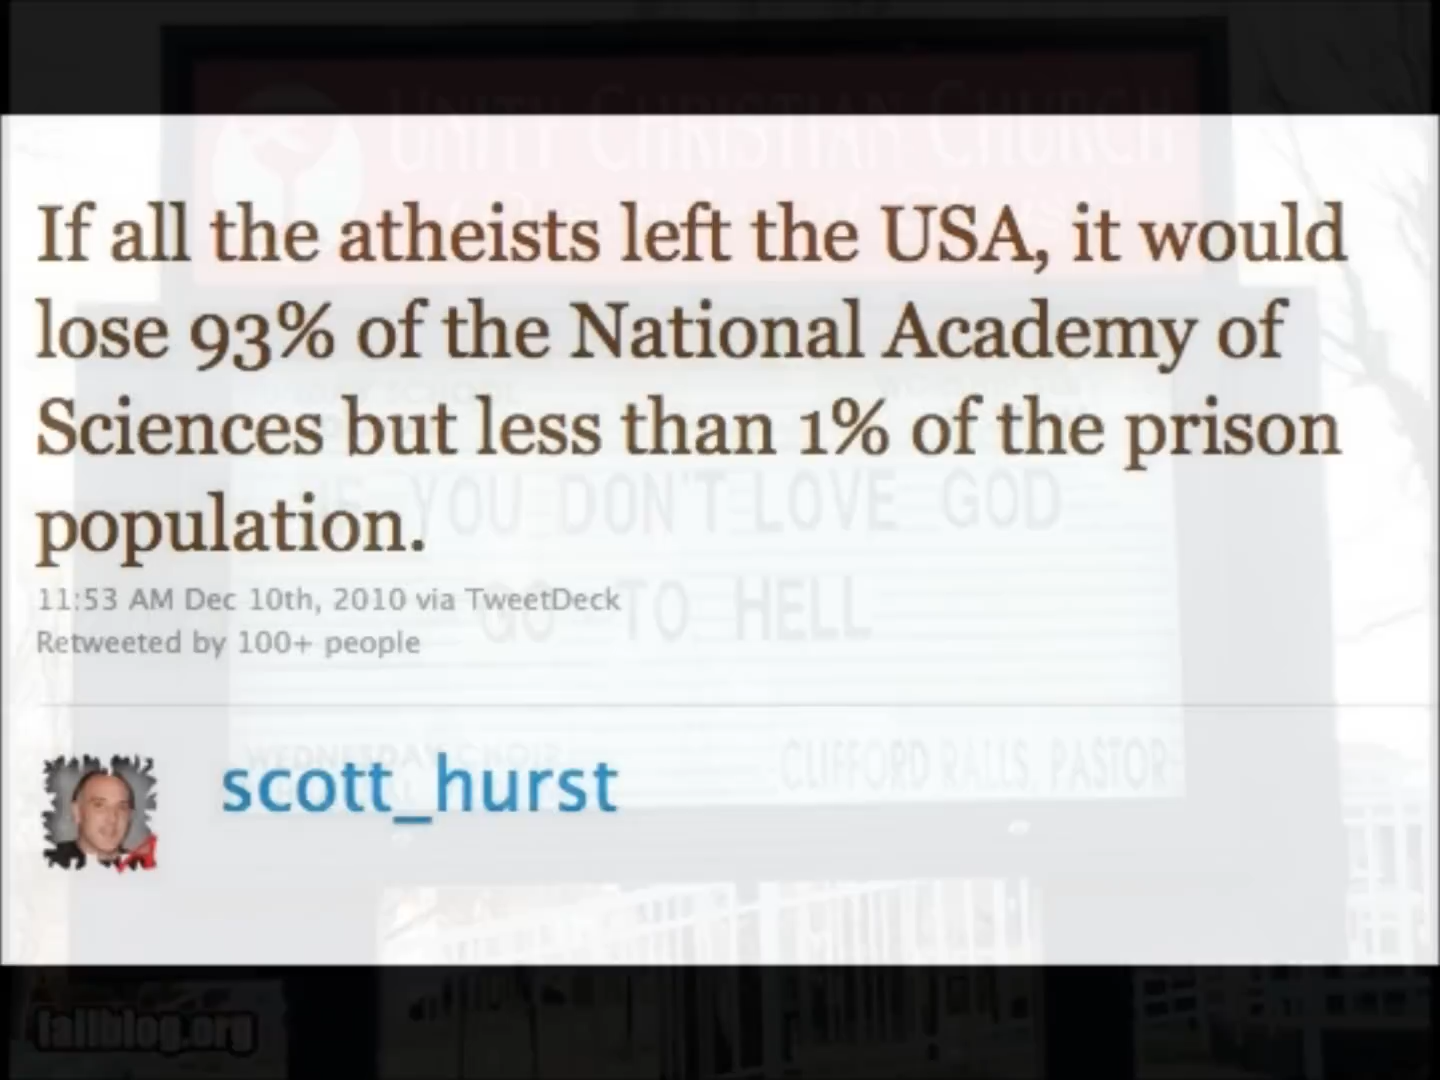 UNITY CHRISTIAN CHURCH
If all the atheists left the USA, it would
lose 93% of the National Academy of
Sciences but less than 1% of the prison
population.
YOU DON'T LOVE GOD
GO TO HELL
11:53 AM Dec 10th, 2010 via TweetDeck
Retweeted by 100+ people
WEDNESDAY CHOIR
CLIFFORD RALLS, PASTOR
scott_hurst
failblog.org